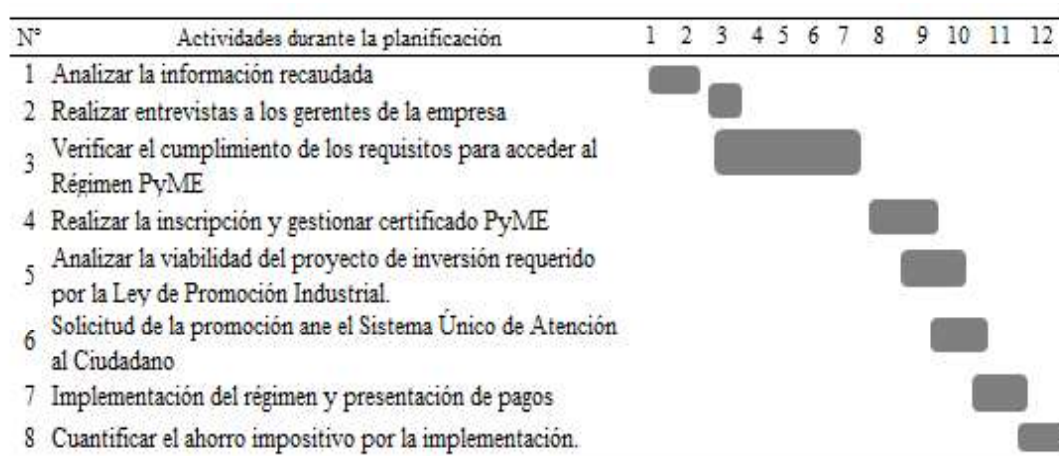 N° Actividades durante la planificación 1 2 3 4 5 6 7 8 9 10 11 12
1 Analizar la información recaudada
2 Realizar entrevistas a los gerentes de la empresa
3 Verificar el cumplimiento de los requisitos para acceder al
Régimen PyME
4 Realizar la inscripción y gestionar certificado PyME
5 Analizar la viabilidad del proyecto de inversión requerido
por la Ley de Promoción Industrial.
6 Solicitud de la promoción ane el Sistema Único de Atención
al Ciudadano
7 Implementación del régimen y presentación de pagos
8 Cuantificar el ahorro impositivo por la implementación.